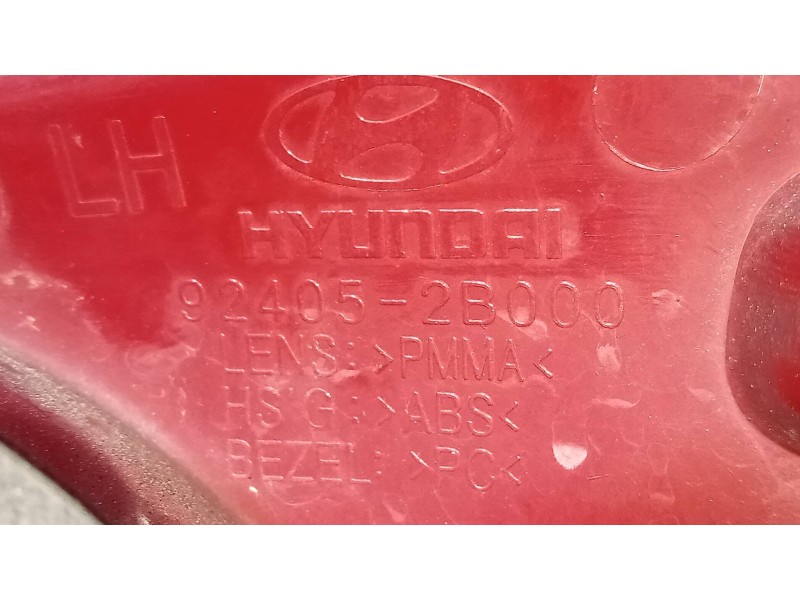 LH
HYUNDAI
92405-2B000
LENS: >PMMA<
HS'G: >ABS<
BEZEL: >PC<